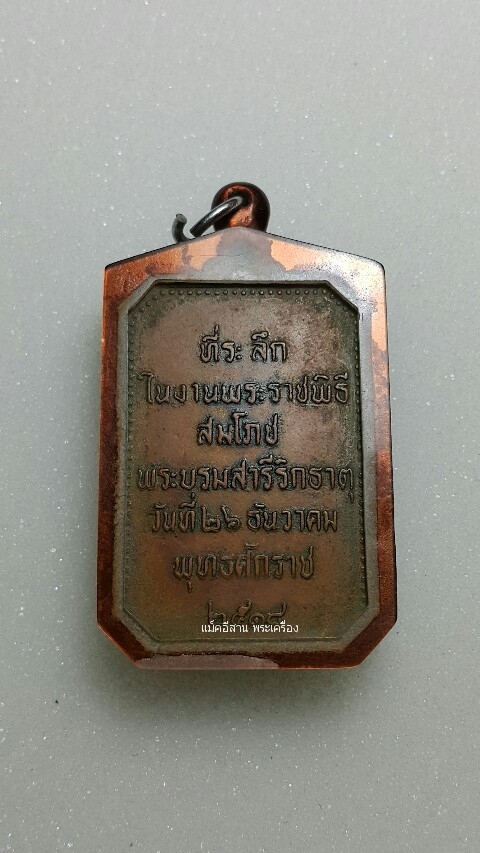 ที่ระลึก
ในงานพระราชพิธี
สมโภช
พระบรมสารีริกธาตุ
วันที่ ๒๖ ธันวาคม
พุทธศักราช
๒๕๑๘
แม็คอีสาน พระเครื่อง